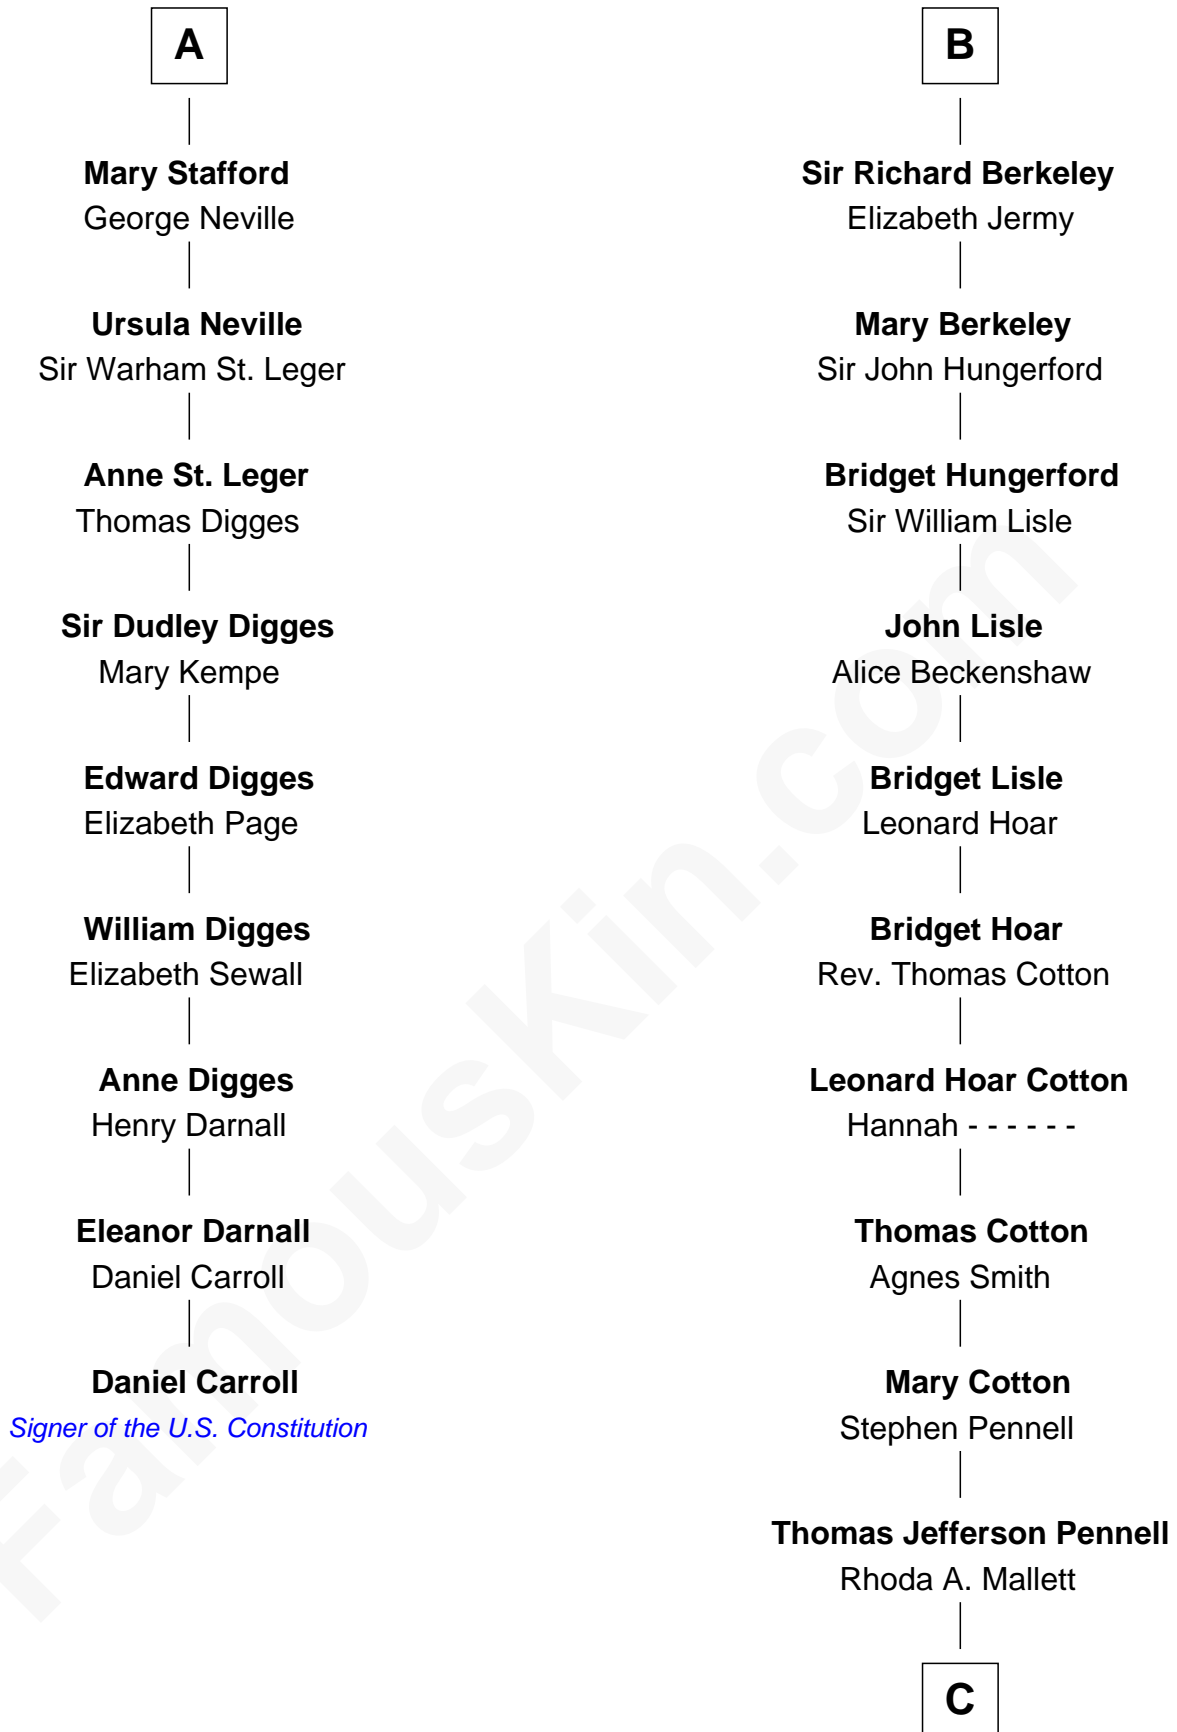 A
Mary Stafford
George Neville
Ursula Neville
Sir Warham St. Leger
Anne St. Leger
Thomas Digges
Sir Dudley Digges
Mary Kempe
Edward Digges
Elizabeth Page
William Digges
Elizabeth Sewall
Anne Digges
Henry Darnall
Eleanor Darnall
Daniel Carroll
Daniel Carroll
Signer of the U.S. Constitution
B
Sir Richard Berkeley
Elizabeth Jermy
Mary Berkeley
Sir John Hungerford
Bridget Hungerford
Sir William Lisle
John Lisle
Alice Beckenshaw
Bridget Lisle
Leonard Hoar
Bridget Hoar
Rev. Thomas Cotton
Leonard Hoar Cotton
Hannah - - - - - -
Thomas Cotton
Agnes Smith
Mary Cotton
Stephen Pennell
Thomas Jefferson Pennell
Rhoda A. Mallett
C
FamousKin.com